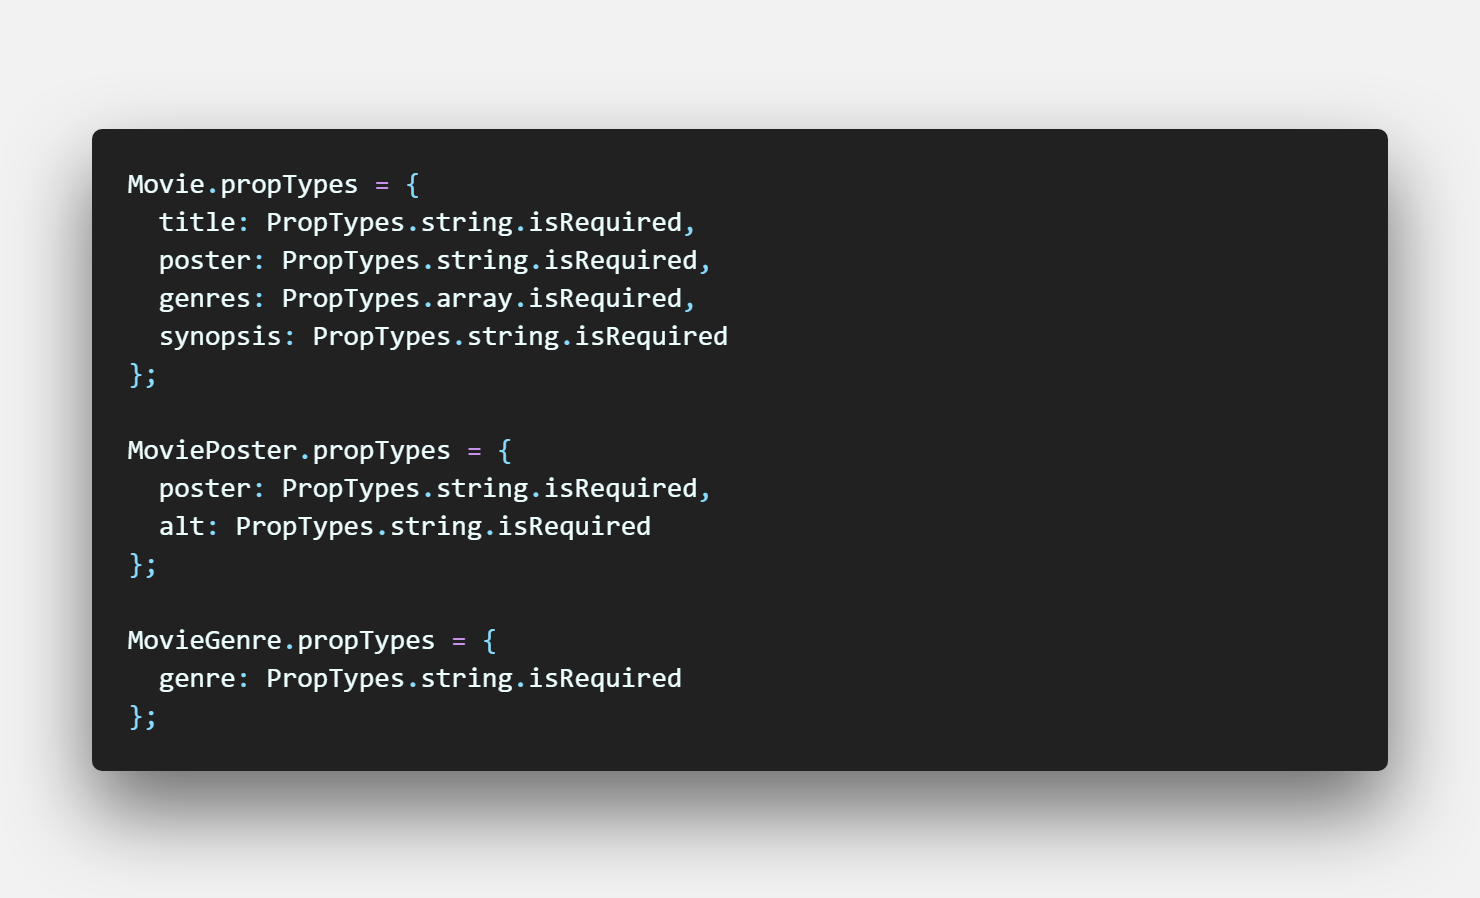 Movie.propTypes = {
  title: PropTypes.string.isRequired,
  poster: PropTypes.string.isRequired,
  genres: PropTypes.array.isRequired,
  synopsis: PropTypes.string.isRequired
};

MoviePoster.propTypes = {
  poster: PropTypes.string.isRequired,
  alt: PropTypes.string.isRequired
};

MovieGenre.propTypes = {
  genre: PropTypes.string.isRequired
};